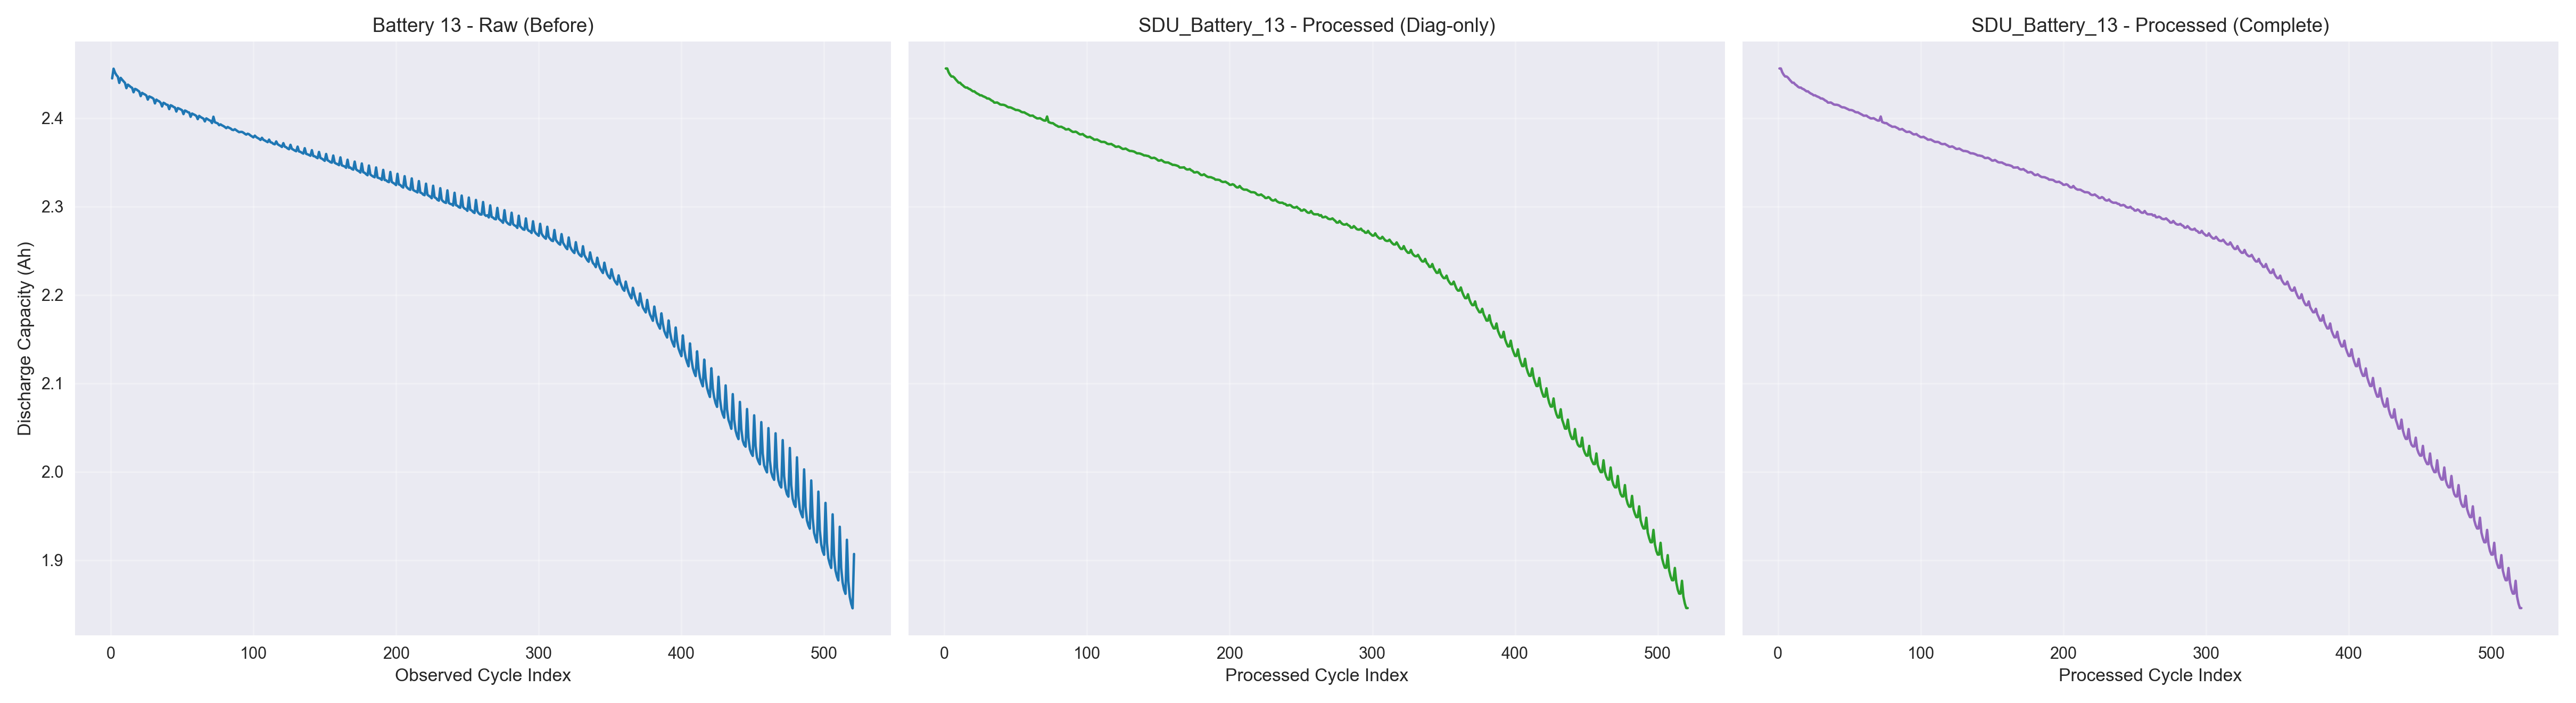 Battery 13 - Raw (Before)
SDU_Battery_13 - Processed (Diag-only)
SDU_Battery_13 - Processed (Complete)
Discharge Capacity (Ah)
2.4
2.3
2.2
2.1
2.0
1.9
0 100 200 300 400 500
0 100 200 300 400 500
0 100 200 300 400 500
Observed Cycle Index
Processed Cycle Index
Processed Cycle Index